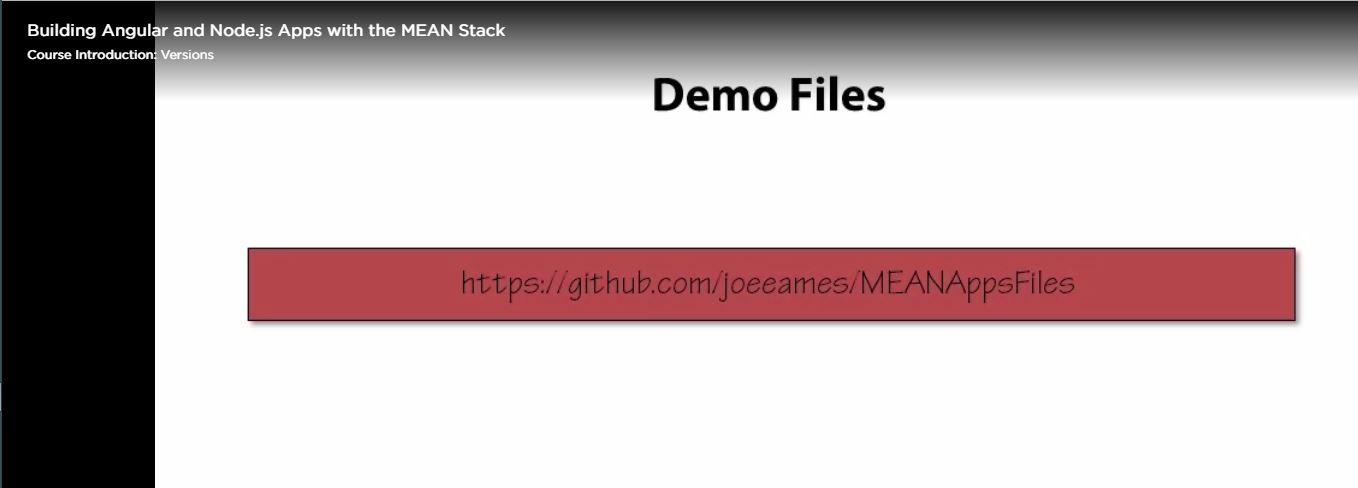 Building Angular and Node.js Apps with the MEAN Stack
Course Introduction: Versions
Demo Files
https://github.com/joeeames/MEANAppsFiles